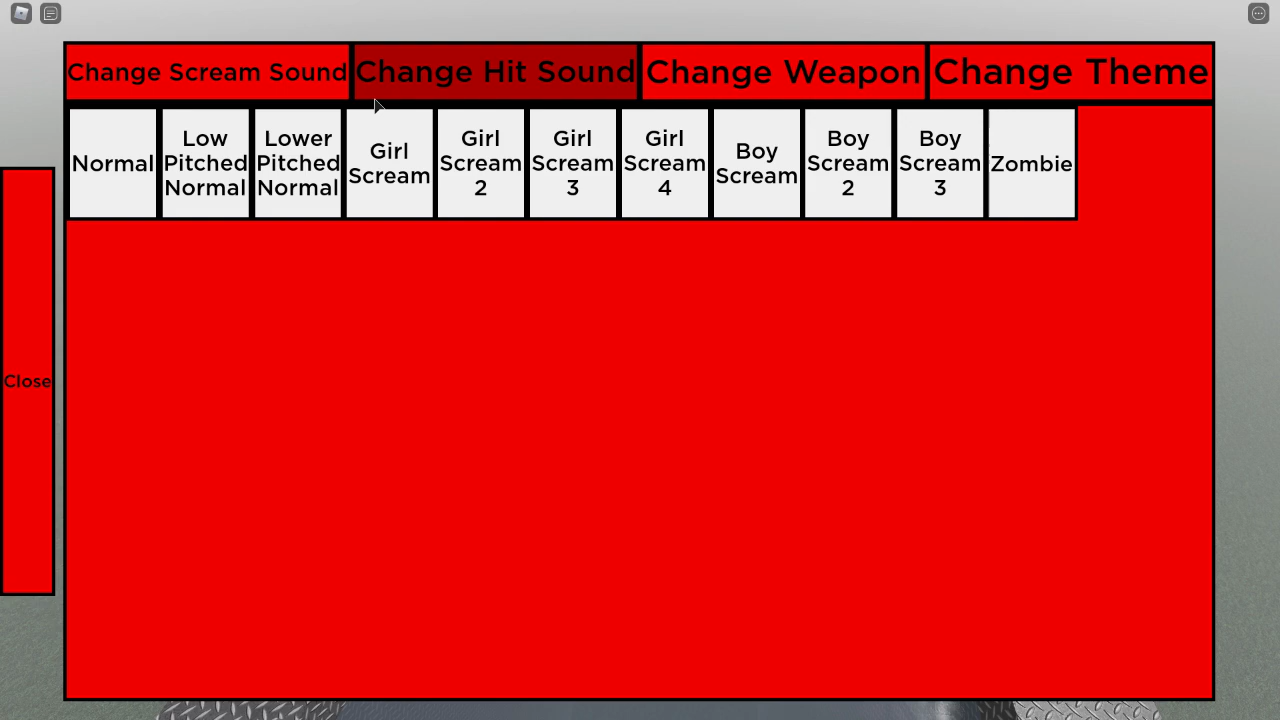 Change Scream Sound
Change Hit Sound
Change Weapon
Change Theme
Normal
Low
Pitched
Normal
Lower
Pitched
Normal
Girl
Scream
Girl
Scream
2
Girl
Scream
3
Girl
Scream
4
Boy
Scream
Boy
Scream
2
Boy
Scream
3
Zombie
Close